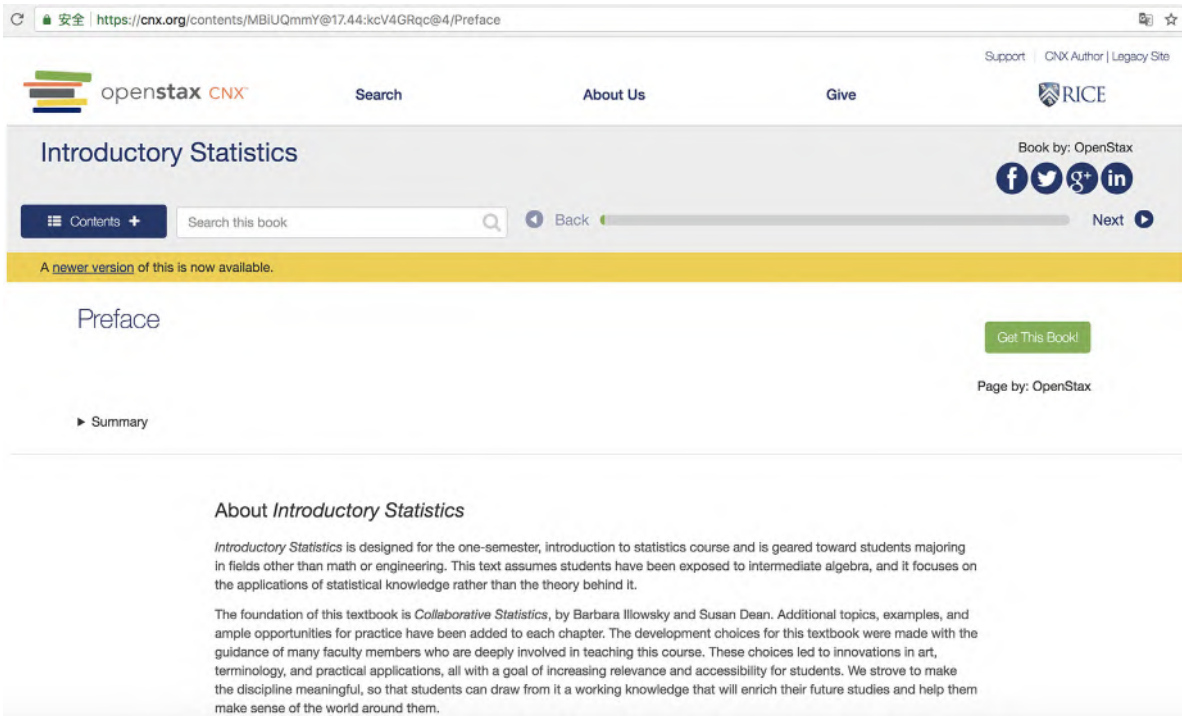 安全 https://cnx.org/contents/MBiUQmmY@17.44:kcV4GRqc@4/Preface
Support CNX Author | Legacy Site
openstax CNX™ Search About Us Give RICE
Introductory Statistics
Book by: OpenStax
Contents + Search this book Back Next
A newer version of this is now available.
Preface
Get This Book!
Page by: OpenStax
Summary
About Introductory Statistics
Introductory Statistics is designed for the one-semester, introduction to statistics course and is geared toward students majoring
in fields other than math or engineering. This text assumes students have been exposed to intermediate algebra, and it focuses on
the applications of statistical knowledge rather than the theory behind it.
The foundation of this textbook is Collaborative Statistics, by Barbara Illowsky and Susan Dean. Additional topics, examples, and
ample opportunities for practice have been added to each chapter. The development choices for this textbook were made with the
guidance of many faculty members who are deeply involved in teaching this course. These choices led to innovations in art,
terminology, and practical applications, all with a goal of increasing relevance and accessibility for students. We strove to make
the discipline meaningful, so that students can draw from it a working knowledge that will enrich their future studies and help them
make sense of the world around them.